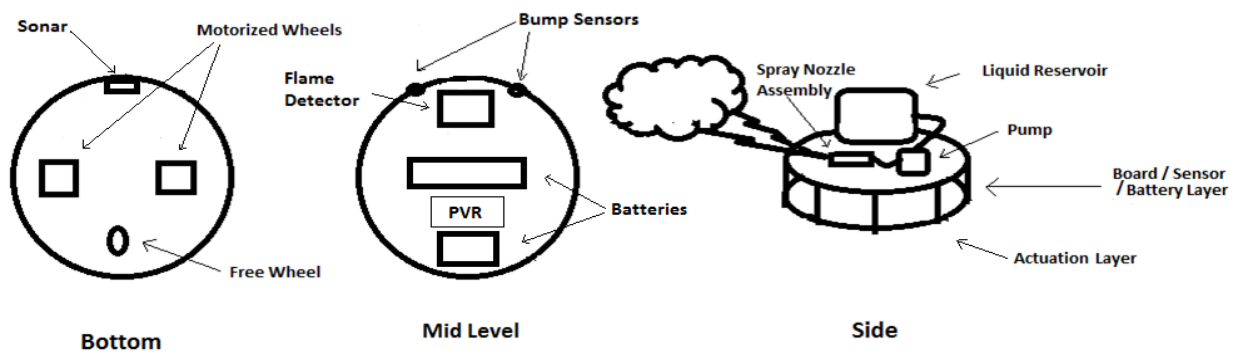 Sonar
Motorized Wheels
Free Wheel
Bottom
Bump Sensors
Flame
Detector
Batteries
PVR
Mid Level
Spray Nozzle
Assembly
Liquid Reservoir
Pump
Board / Sensor
/ Battery Layer
Actuation Layer
Side